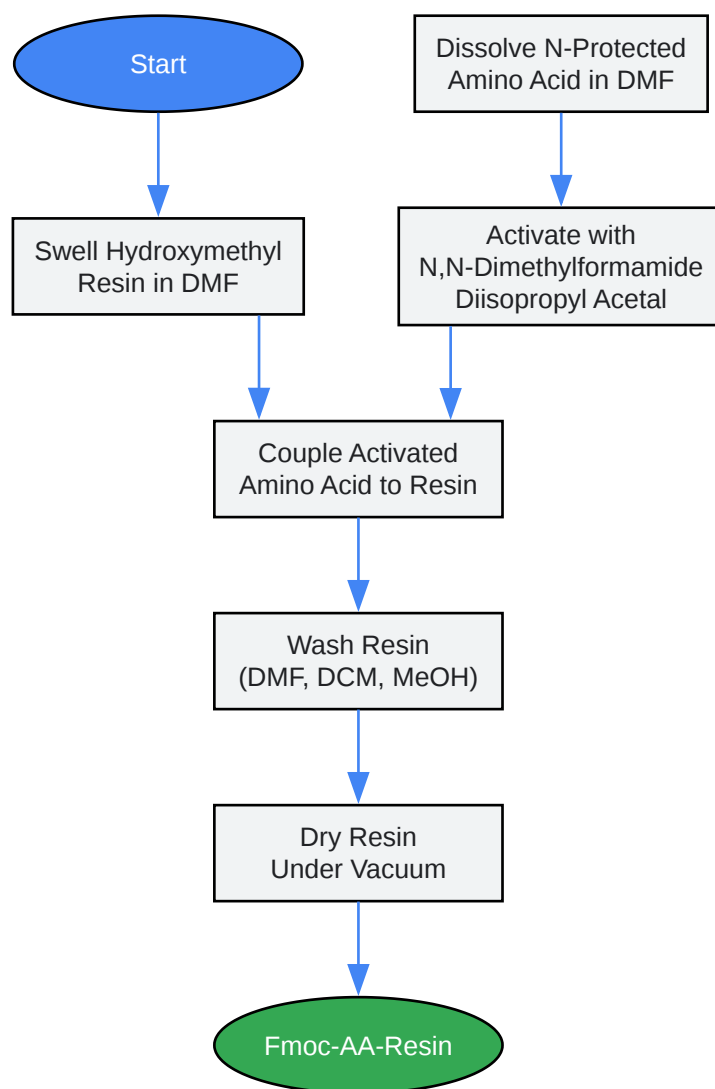 Start
Dissolve N-Protected
Amino Acid in DMF
Swell Hydroxymethyl
Resin in DMF
Activate with
N,N-Dimethylformamide
Diisopropyl Acetal
Couple Activated
Amino Acid to Resin
Wash Resin
(DMF, DCM, MeOH)
Dry Resin
Under Vacuum
Fmoc-AA-Resin